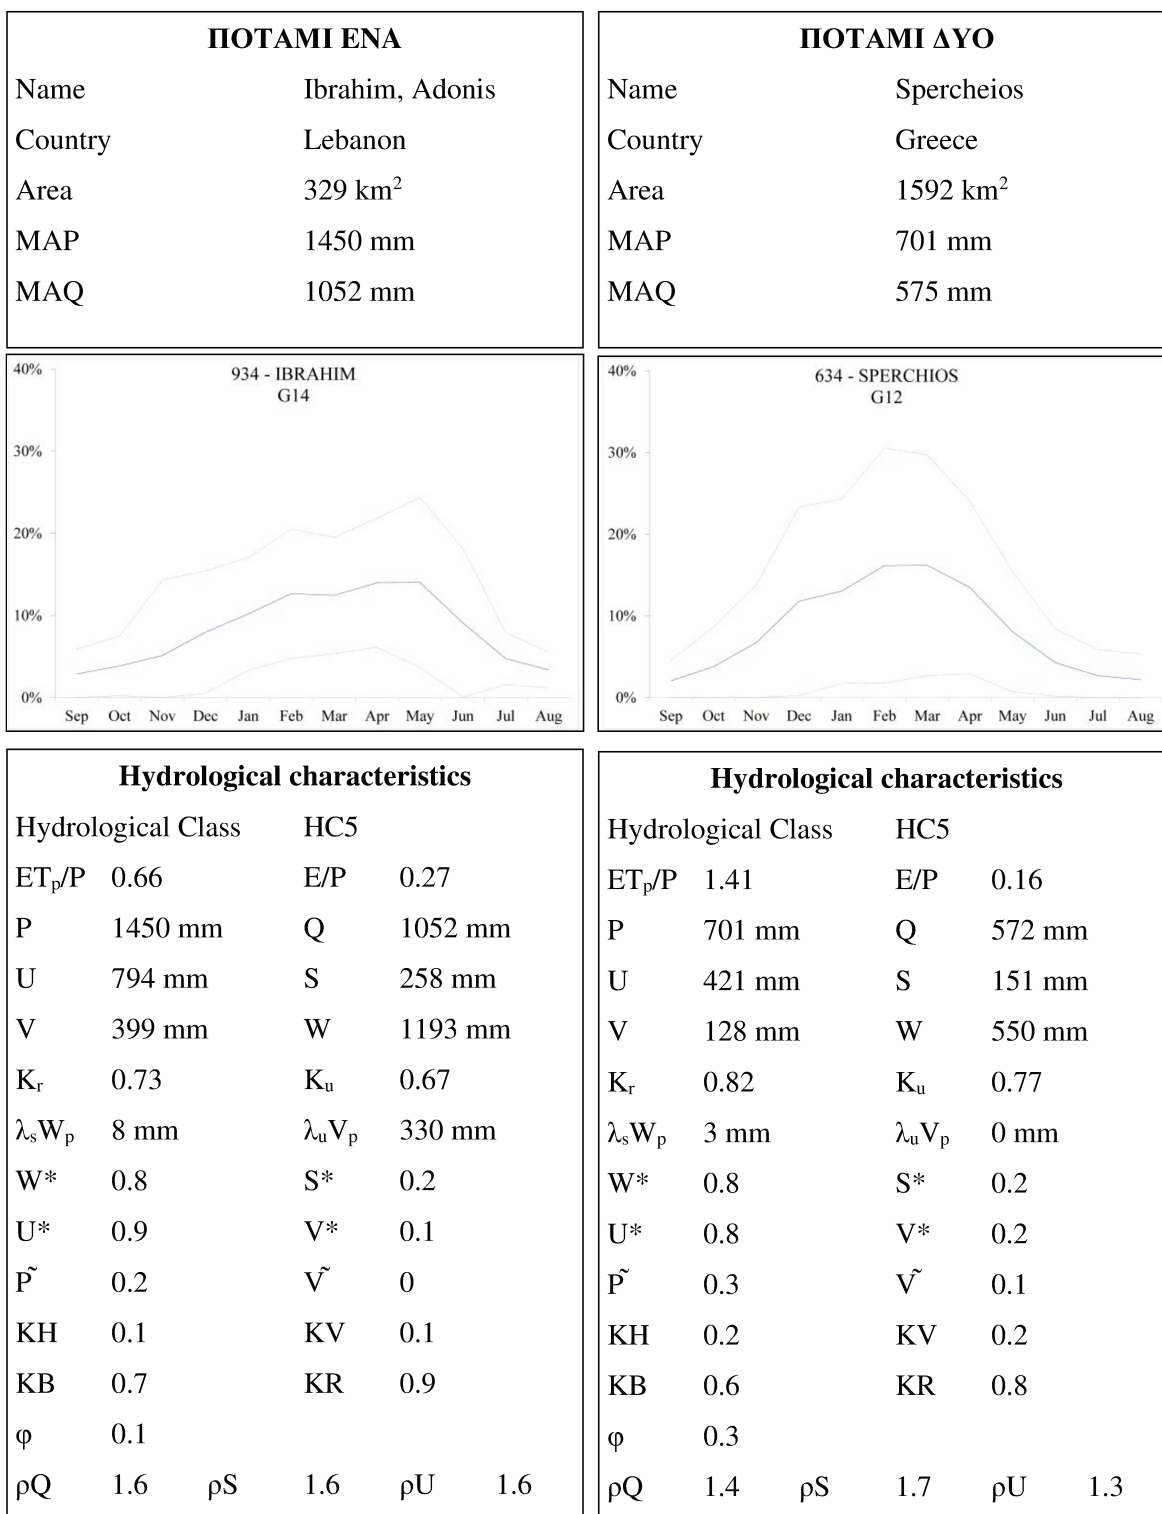 ΠΟΤΑΜΙ ΕΝΑ
Name Ibrahim, Adonis
Country Lebanon
Area 329 km²
MAP 1450 mm
MAQ 1052 mm
40%
30%
20%
10%
0%
934 - IBRAHIM
G14
Sep Oct Nov Dec Jan Feb Mar Apr May Jun Jul Aug
Hydrological characteristics
Hydrological Class HC5
ETp/P 0.66 E/P 0.27
P 1450 mm Q 1052 mm
U 794 mm S 258 mm
V 399 mm W 1193 mm
Kr 0.73 Ku 0.67
λsWp 8 mm λuVp 330 mm
W* 0.8 S* 0.2
U* 0.9 V* 0.1
P˜ 0.2 V˜ 0
KH 0.1 KV 0.1
KB 0.7 KR 0.9
φ 0.1
ρQ 1.6 ρS 1.6 ρU 1.6
ΠΟΤΑΜΙ ΔΥΟ
Name Spercheios
Country Greece
Area 1592 km²
MAP 701 mm
MAQ 575 mm
40%
30%
20%
10%
0%
634 - SPERCHIOS
G12
Sep Oct Nov Dec Jan Feb Mar Apr May Jun Jul Aug
Hydrological characteristics
Hydrological Class HC5
ETp/P 1.41 E/P 0.16
P 701 mm Q 572 mm
U 421 mm S 151 mm
V 128 mm W 550 mm
Kr 0.82 Ku 0.77
λsWp 3 mm λuVp 0 mm
W* 0.8 S* 0.2
U* 0.8 V* 0.2
P˜ 0.3 V˜ 0.1
KH 0.2 KV 0.2
KB 0.6 KR 0.8
φ 0.3
ρQ 1.4 ρS 1.7 ρU 1.3